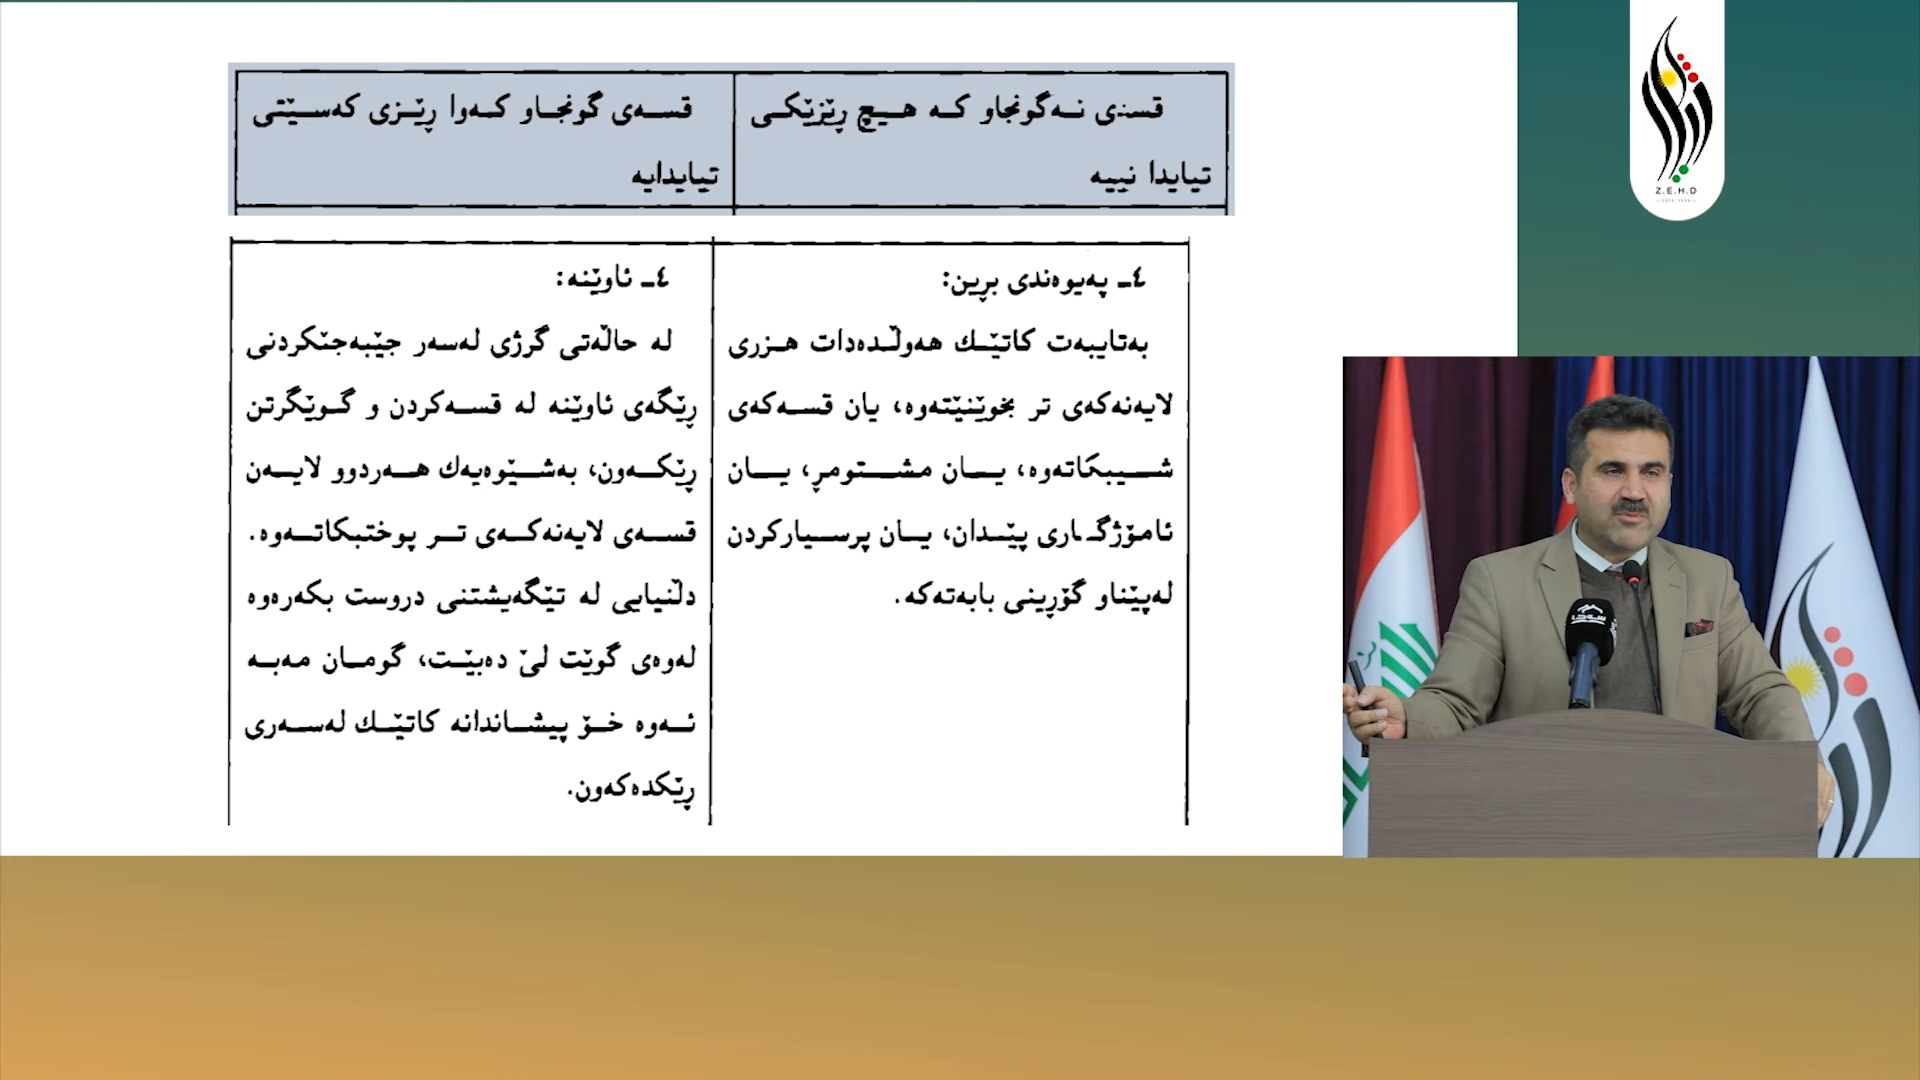 قسەی نەگونجاو کە هیچ ڕێزێکی
تیایدا نییە
قسەی گونجاو کەوا ڕێزی کەسێتی
تیایدایە
٤ـ پەیوەندی بڕین:
بەتایبەت کاتێك هەوڵدەدات هزری
لایەنەکەی تر بخوێنێتەوە، یان قسەکەی
شیبکاتەوە، یان مشتومڕ، یان
ئامۆژگاری پێدان، یان پرسیارکردن
لەپێناو گۆڕینی بابەتەکە.
٤ـ ئاوێنە:
لە حاڵەتی گرژی لەسەر جێبەجێکردنی
ڕێگەی ئاوێنە لە قسەکردن و گوێگرتن
ڕێکەون، بەشێوەیەك هەردوو لایەن
قسەی لایەنەکەی تر پوختبکاتەوە.
دڵنیایی لە تێگەیشتنی دروست بکەرەوە
لەوەی گوێت لێ دەبێت، گومان مەبە
ئەوە خۆ پیشاندانە کاتێك لەسەری
ڕێکدەکەون.
Z.E.H.D